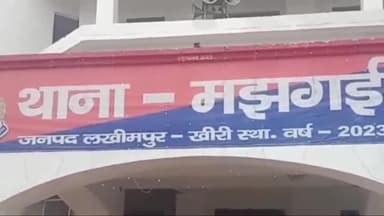 थाना - मझगई
जनपद लखीमपुर - खीरी स्था. वर्ष - 2023